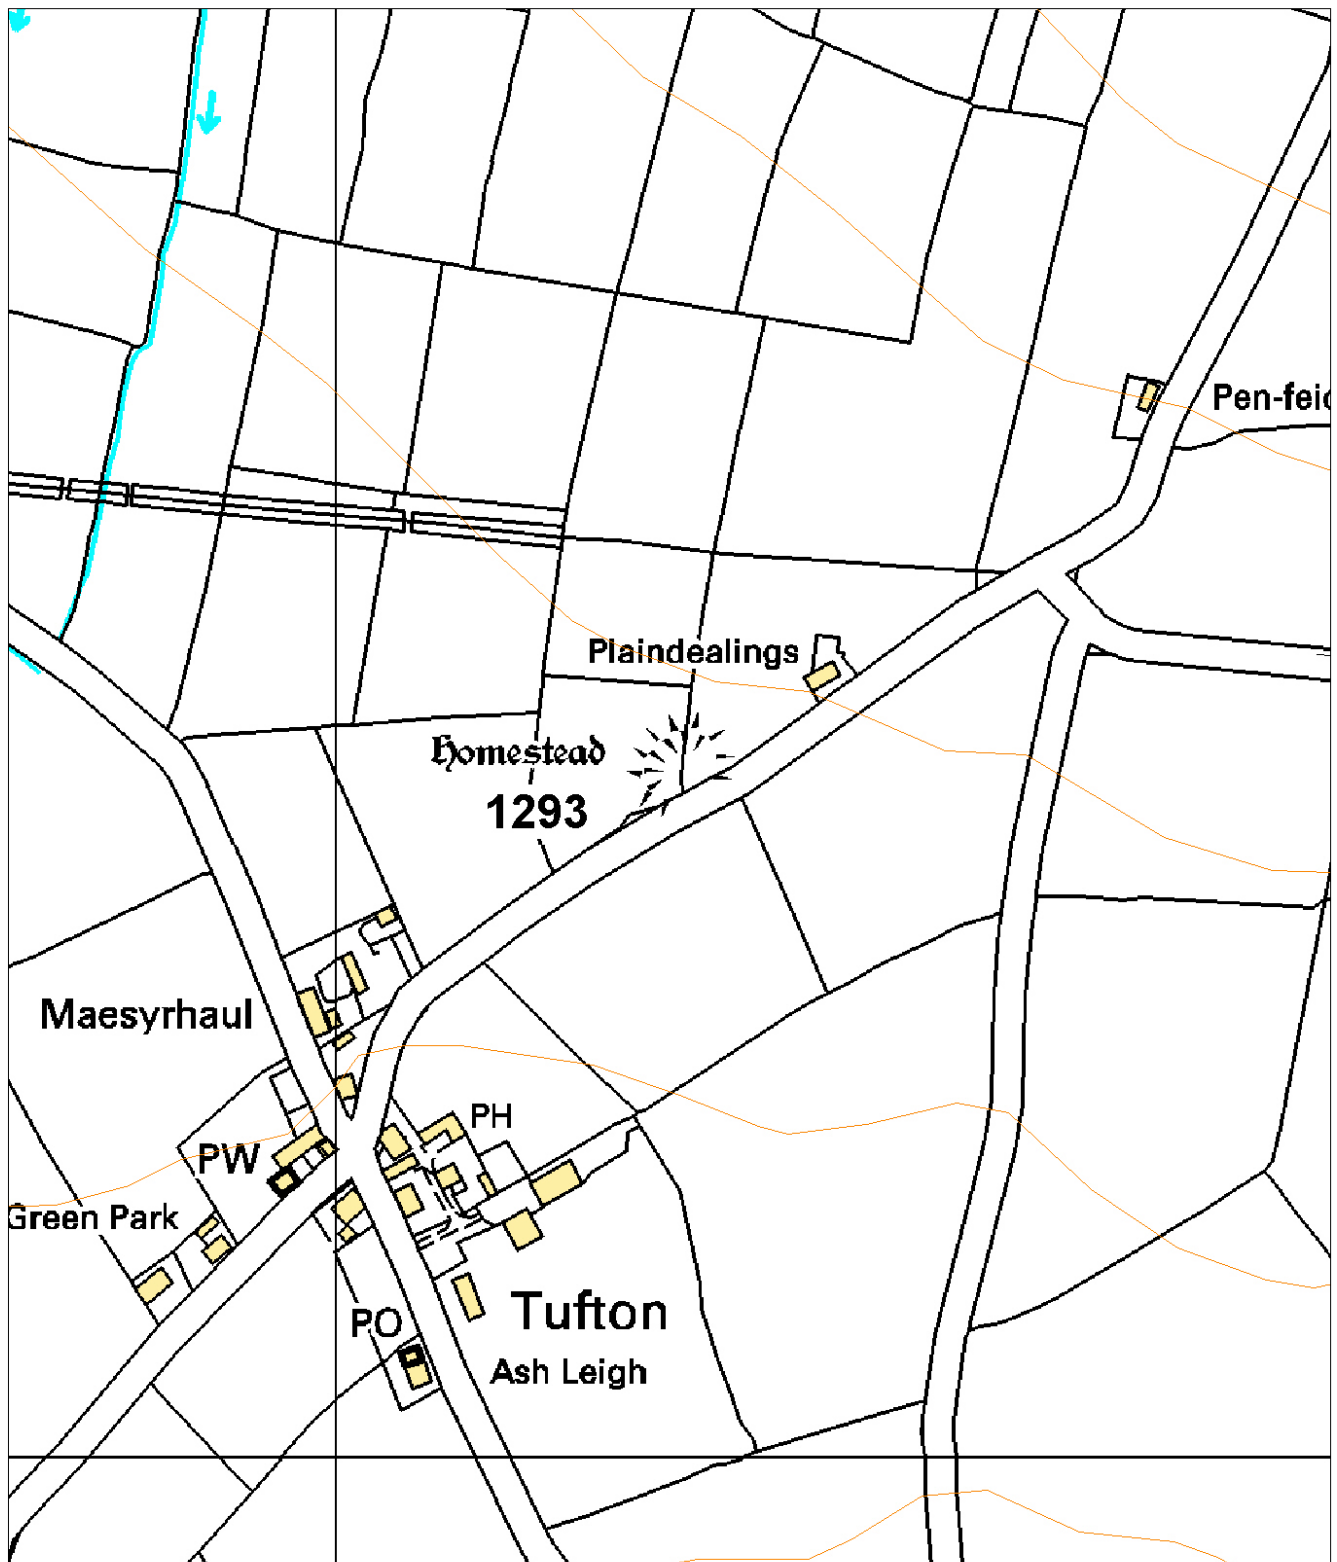 Pen-feid
Plaindealings
Homestead
1293
Maesyrhaul
PH
PW
Green Park
Tufton
PO
Ash Leigh